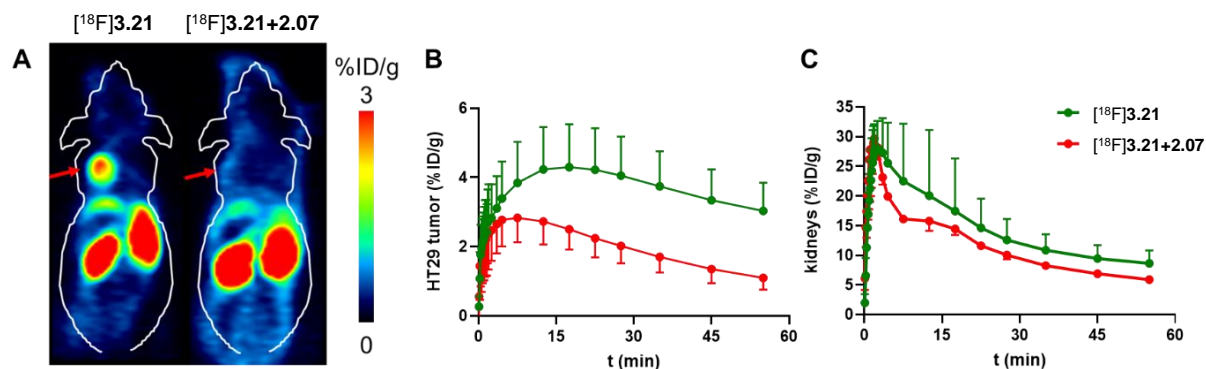 [¹⁸F]3.21 [¹⁸F]3.21+2.07
A
%ID/g
3
0
B
HT29 tumor (%ID/g)
6
4
2
0
0 15 30 45 60
t (min)
C
kidneys (%ID/g)
35
30
25
20
15
10
5
0
0 15 30 45 60
t (min)
[¹⁸F]3.21
[¹⁸F]3.21+2.07